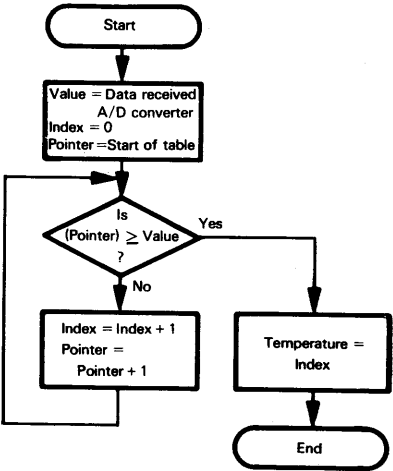 Start
Value = Data received
A/D converter
Index = 0
Pointer = Start of table
Is
(Pointer) ≥ Value
?
Yes
No
Index = Index + 1
Pointer =
Pointer + 1
Temperature =
Index
End